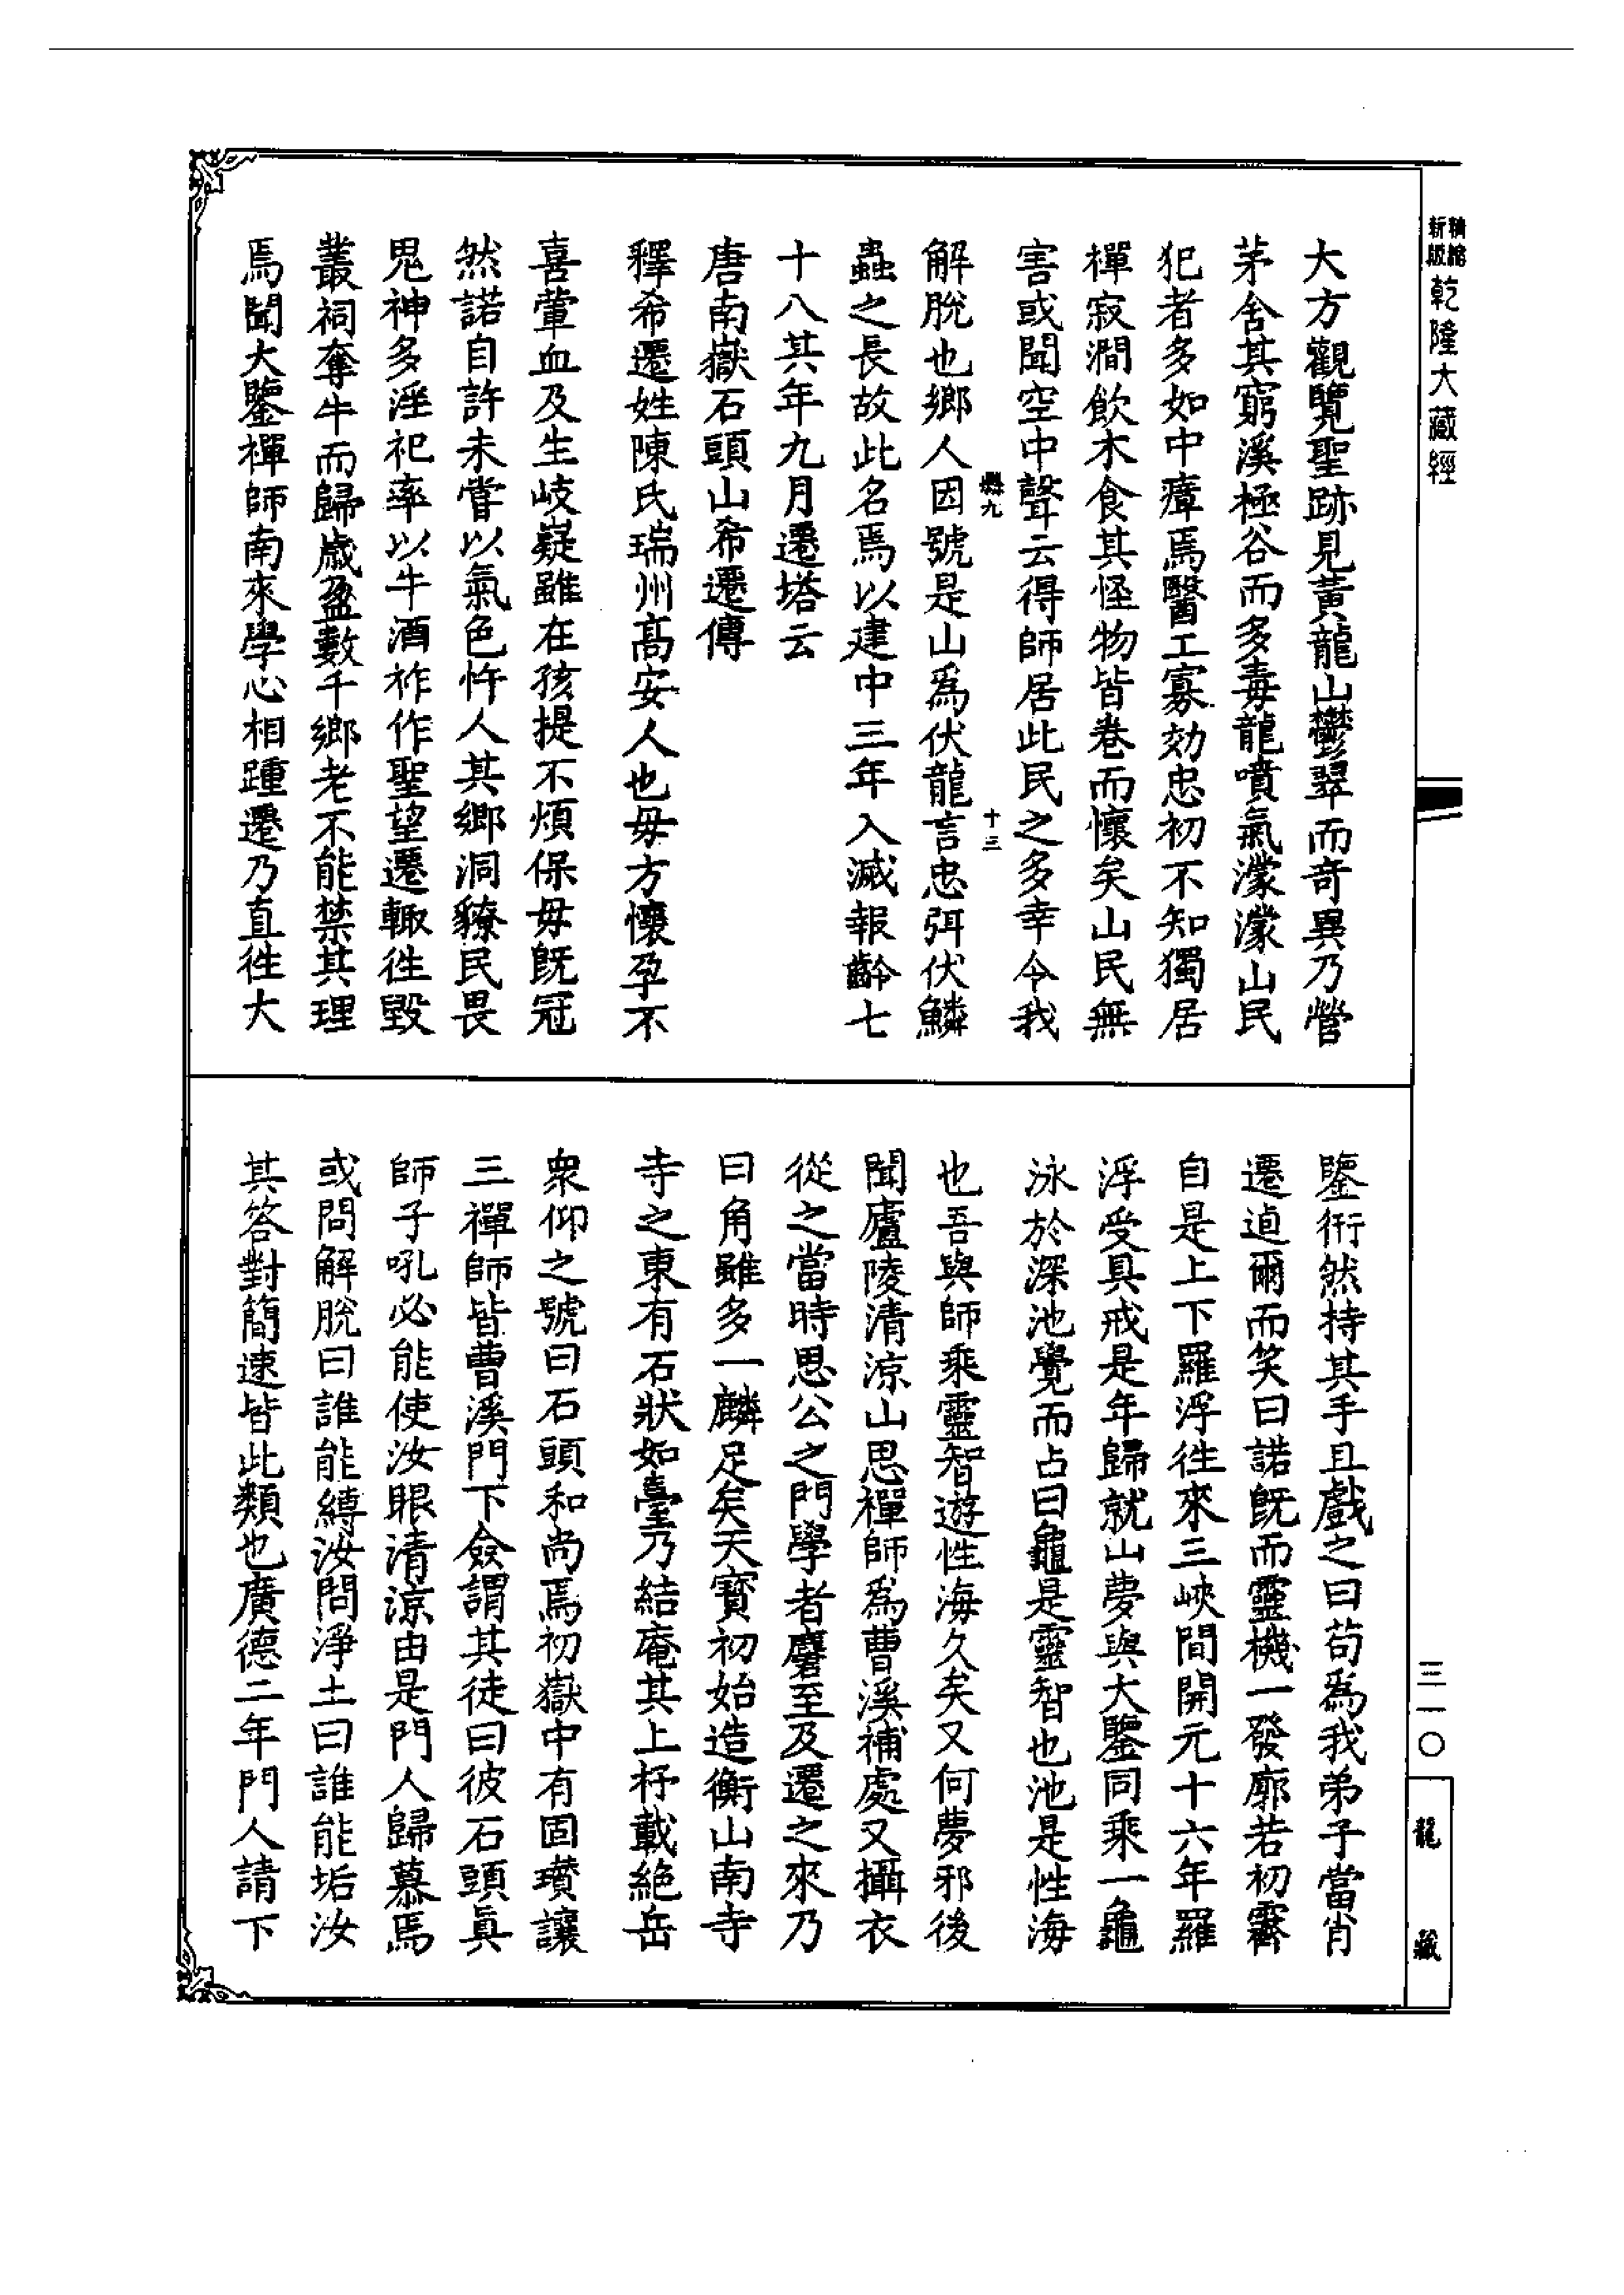 精縮
新版
乾隆大藏經
大方觀覽聖跡見黃龍山鬱翠而奇異乃營
茅舍其窮溪極谷而多毒龍噴氣濛濛山民
犯者多如中瘴焉醫工寡効忠初不知獨居
禪寂澗飲木食其怪物皆卷而懷矣山民無
害或聞空中聲云得師居此民之多幸令我
十三
解脫也鄉人因號是山爲伏龍言忠弭伏鱗
蟲之長故此名焉以建中三年入滅報齡七
十八其年九月遷塔云
唐南嶽石頭山希遷傳
釋希遷姓陳氏瑞州高安人也母方懷孕不
喜葷血及生岐嶷雖在孩提不煩保母既冠
然諾自許未嘗以氣色忤人其鄉洞獠民畏
鬼神多淫祀率以牛酒祚作聖望遷輒徃毀
叢祠奪牛而歸歲盈數千鄉老不能禁其理
焉聞大鑒禪師南來學心相踵遷乃直徃大
鑒衎然持其手且戲之曰苟爲我弟子當肖
遷逌爾而笑曰諾既而靈機一發廓若初霽
自是上下羅浮徃來三峽間開元十六年羅
浮受具戒是年歸就山夢與大鑒同乘一龜
泳於深池覺而占曰龜是靈智也池是性海
也吾與師乘靈智遊性海久矣又何夢邪後
聞廬陵清涼山思禪師爲曹溪補處又攝衣
從之當時思公之門學者麏至及遷之來乃
曰角雖多一麟足矣天寶初始造衡山南寺
寺之東有石狀如臺乃結庵其上杼載絶岳
衆仰之號曰石頭和尚焉初嶽中有固瓚讓
三禪師皆曹溪門下僉謂其徒曰彼石頭真
師子吼必能使汝眼清涼由是門人歸慕焉
或問解脫曰誰能縛汝問淨土曰誰能垢汝
其答對簡速皆此類也廣德二年門人請下
三一〇
龍藏